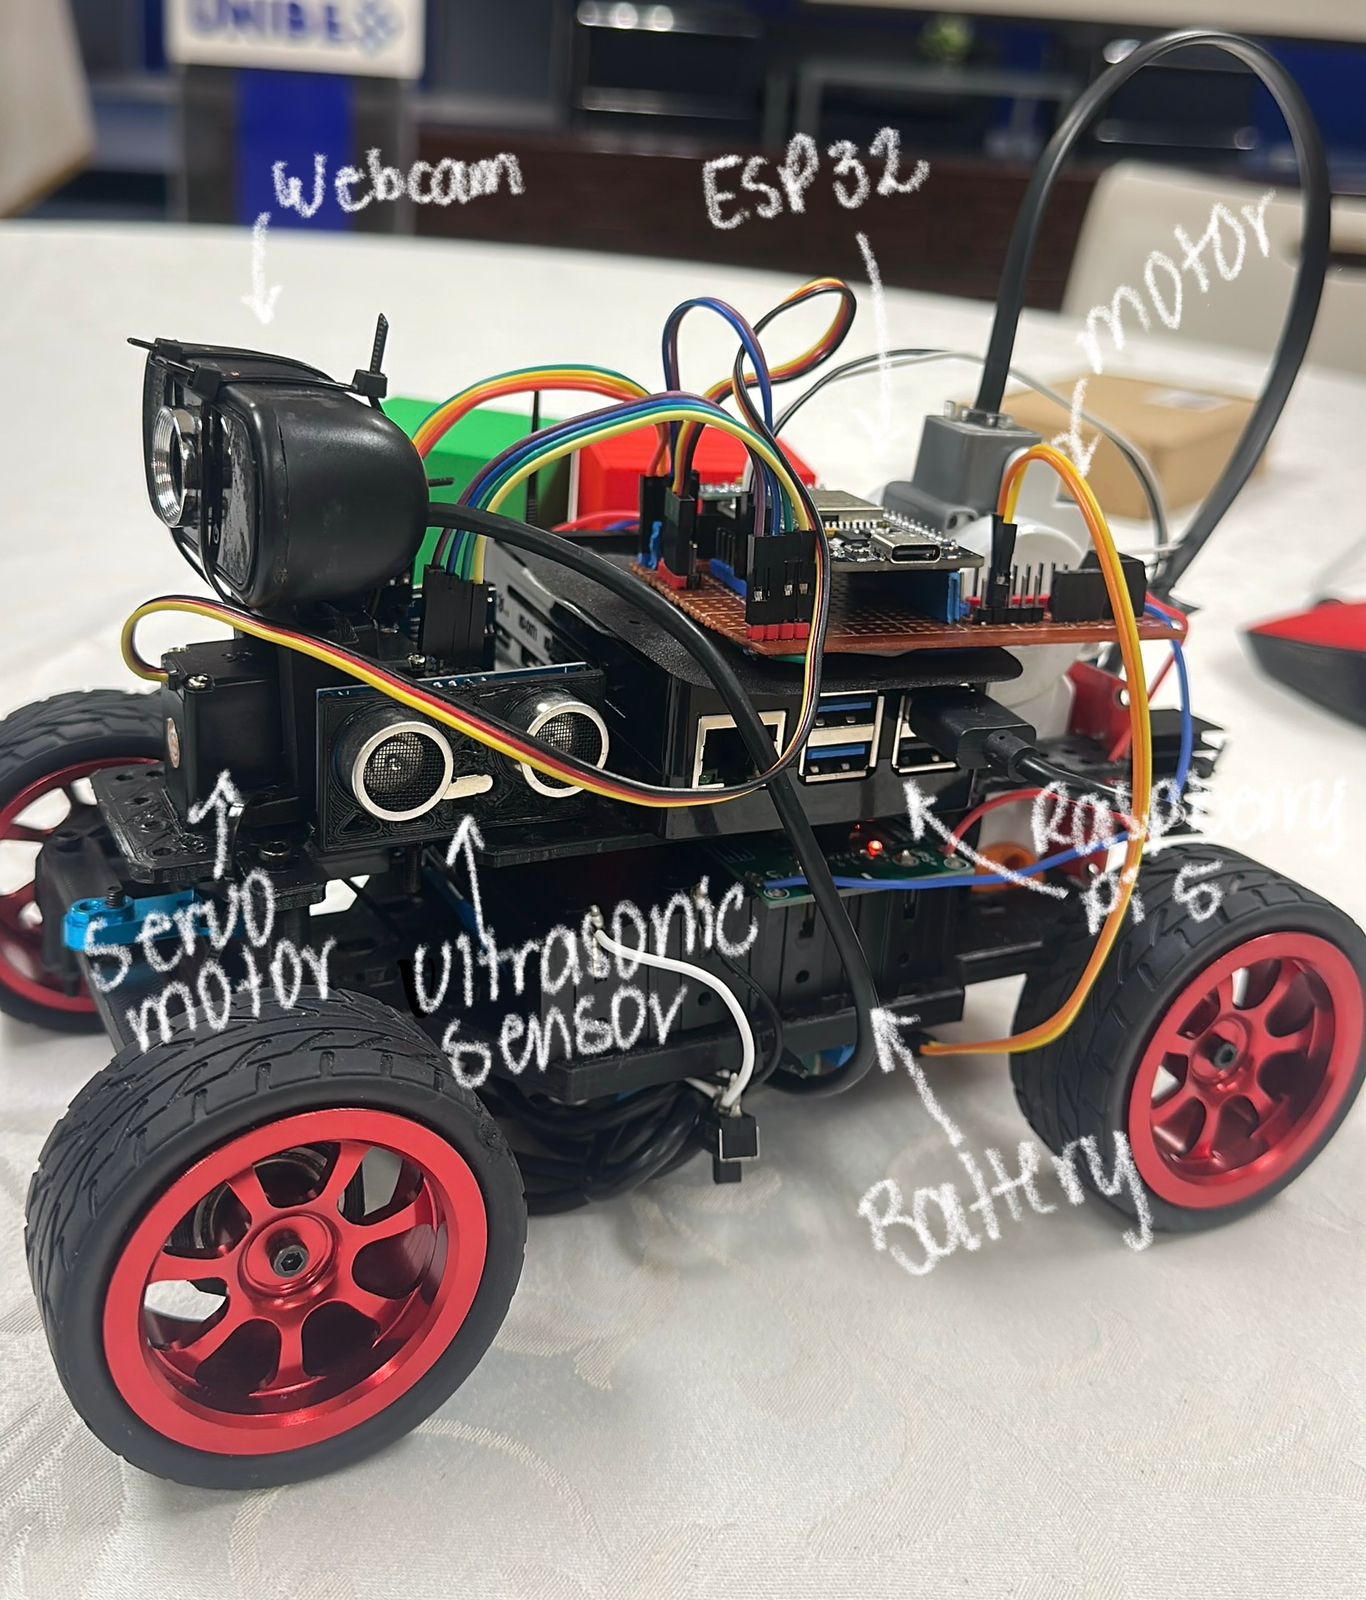 UNIBE
Webcam
ESP32
motor
Raspberry
Pi 5
Servo
motor
Ultrasonic
sensor
Battery